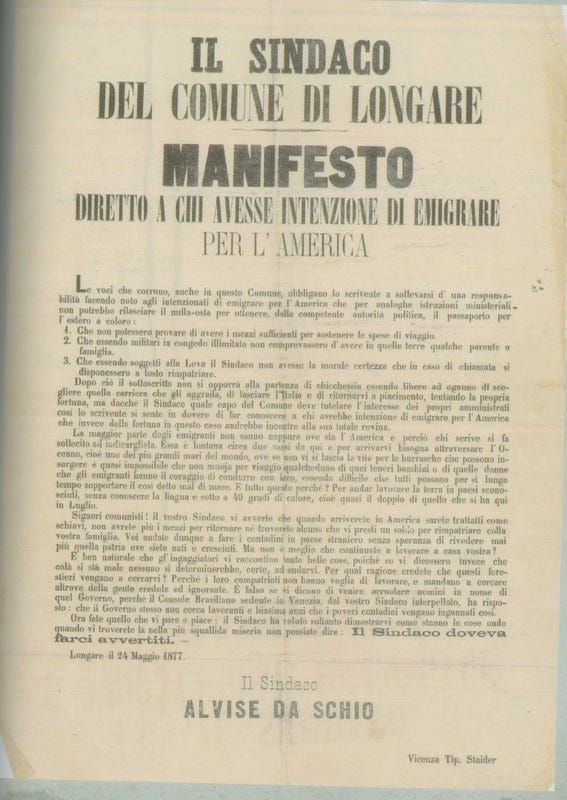 IL SINDACO
DEL COMUNE DI LONGARE
MANIFESTO
DIRETTO A CHI AVESSE INTENZIONE DI EMIGRARE
PER L'AMERICA
Le voci che corrono, anche in questo Comune, obbligano lo scrivente a sollevarsi d' una responsa-
bilità facendo noto agli intenzionati di emigrare per l' America che per analoghe istruzioni ministeriali
non potrebbe rilasciare il nulla-osta per ottenere, dalla competente autorità politica, il passaporto per
l' estero a coloro :
1. Che non potessero provare di avere i mezzi sufficienti per sostenere le spese di viaggio.
2. Che essendo militari in congedo illimitato non comprovassero d' avere in quelle terre qualche parente o
famiglia.
3. Che essendo soggetti alla Leva il Sindaco non avesse la morale certezza che in caso di chiamata si
disponessero a tosto rimpatriare.
Dopo ciò il sottoscritto non si opporrà alla partenza di chicchessia essendo libero ad ognuno di sce-
gliere quella carriera che gli aggrada, di lasciare l'Italia e di ritornarvi a piacimento, tentando la propria
fortuna, ma dacchè il Sindaco quale capo del Comune deve tutelare l' interesse dei propri amministrati
così lo scrivente si sente in dovere di far conoscere a chi avrebbe intenzione di emigrare per l'America
che invece della fortuna in questo caso andrebbe incontro alla sua totale rovina.
La maggior parte degli emigranti non sanno neppure ove sia l' America e perciò chi scrive si fa
sollecito ad indicarglela. Essa è lontana circa due mesi da qui e per arrivarvi bisogna attraversare l' O-
ceano, cioè uno dei più grandi mari del mondo, ove se non vi si lascia la vita per le burrasche che possono in-
sorgere è quasi impossibile che non muoja per viaggio qualcheduno di quei teneri bambini o di quelle donne
che gli emigranti hanno il coraggio di condurre con loro, essendo difficile che tutti possano per sì lungo
tempo sopportare il così detto mal di mare. E tutto questo perchè ? Per andar lavorare la terra in paesi scono-
sciuti, senza conoscere la lingua e sotto a 40 gradi di calore, cioè quasi il doppio di quello che si ha qui
in Luglio.
Signori comunisti! il vostro Sindaco vi avverte che quando arriverete in America sarete trattati come
schiavi, non avrete più i mezzi per ritornare nè troverete alcuno che vi presti un soldo per rimpatriare colla
vostra famiglia. Voi andate dunque a fare i contadini in paese straniero senza speranza di rivedere mai
più quella patria ove siete nati e cresciuti. Ma non è meglio che continuate a lavorare a casa vostra?
E' ben naturale che gl' ingaggiatori vi raccontino tante belle cose, poichè se vi dicessero invece che
colà si stà male nessuno si determinerebbe, certo, ad andarci. Per qual ragione credete che questi fore-
stieri vengano a cercarvi? Perchè i loro compatrioti non hanno voglia di lavorare, e mandano a cercare
altrove della gente credula ed ignorante. E' falso se vi dicono di venire arruolare uomini in nome di
quel Governo, perchè il Console Brasiliano sedente in Venezia, dal vostro Sindaco interpellato, ha rispo-
sto : che il Governo stesso non cerca lavoranti e biasima anzi che i poveri contadini vengano ingannati così.
Ora fate quello che vi pare e piace : il Sindaco ha voluto soltanto dimostrarvi come stanno le cose onde
quando vi troverete là nella più squallida miseria non possiate dire : Il Sindaco doveva
farci avvertiti. —
Longare il 24 Maggio 1877.
Il Sindaco
ALVISE DA SCHIO
Vicenza Tip. Staider